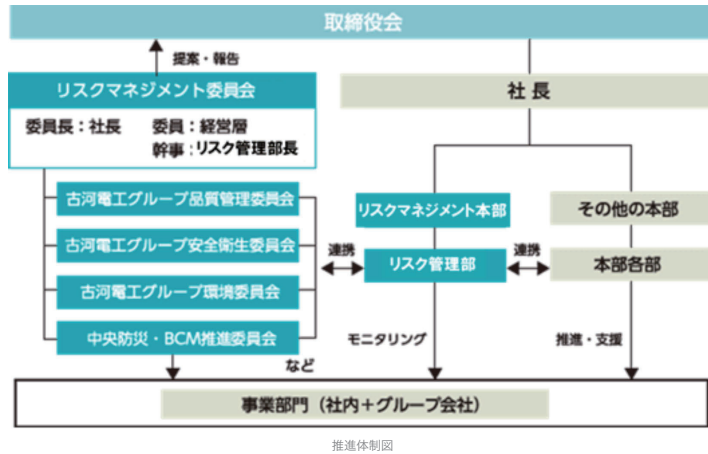 取締役会
提案・報告
リスクマネジメント委員会
委員長：社長 委員：経営層
幹事：リスク管理部長
社 長
古河電工グループ品質管理委員会
古河電工グループ安全衛生委員会
古河電工グループ環境委員会
中央防災・BCM推進委員会
など
連携
リスクマネジメント本部
リスク管理部
連携
その他の本部
本部各部
モニタリング
推進・支援
事業部門（社内＋グループ会社）
推進体制図